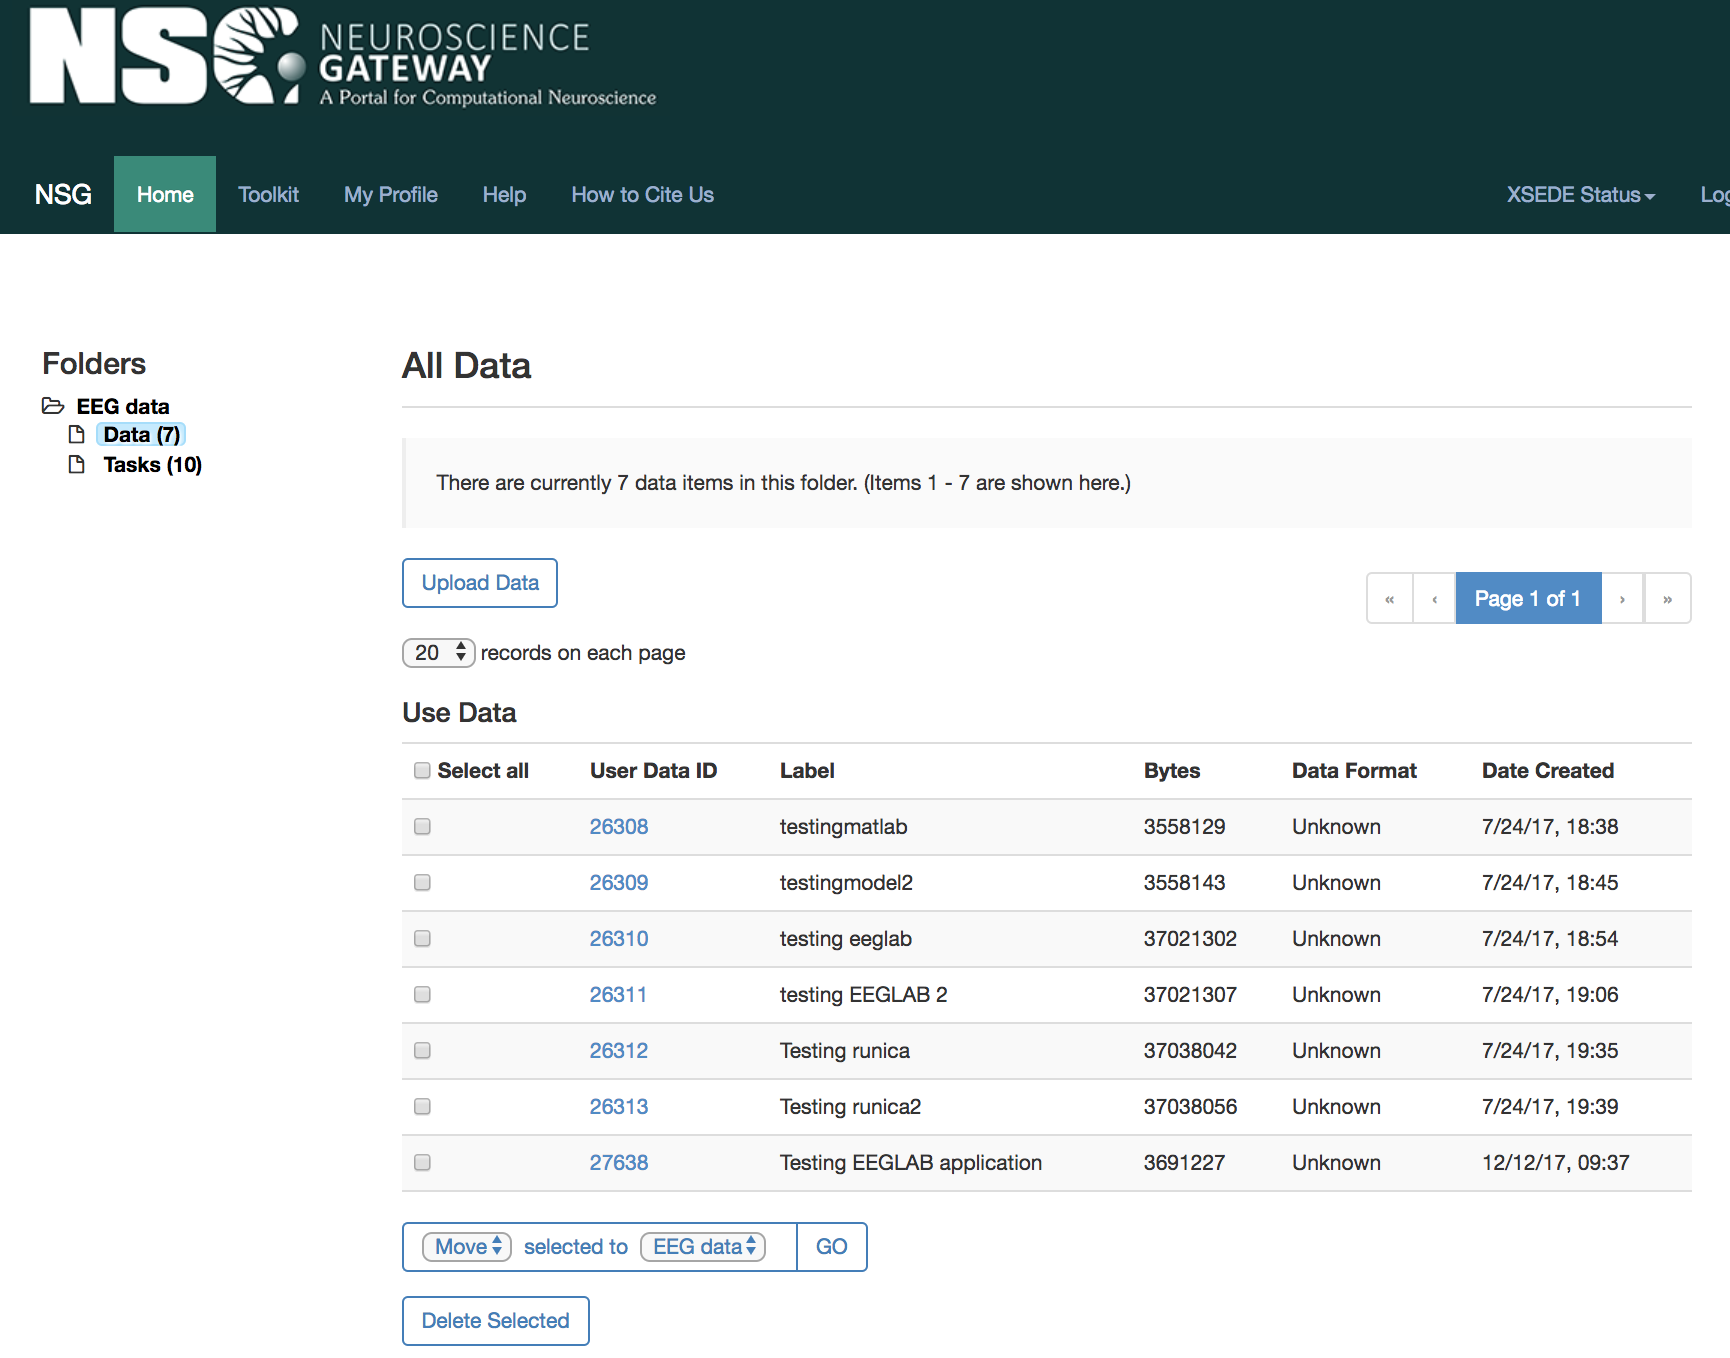 NSG NEUROSCIENCE
GATEWAY
A Portal for Computational Neuroscience
NSG Home Toolkit My Profile Help How to Cite Us XSEDE Status Log
Folders
EEG data
Data (7)
Tasks (10)
All Data
There are currently 7 data items in this folder. (Items 1 - 7 are shown here.)
Upload Data
« ‹ Page 1 of 1 › »
20 records on each page
Use Data
Select all User Data ID Label Bytes Data Format Date Created
26308 testingmatlab 3558129 Unknown 7/24/17, 18:38
26309 testingmodel2 3558143 Unknown 7/24/17, 18:45
26310 testing eeglab 37021302 Unknown 7/24/17, 18:54
26311 testing EEGLAB 2 37021307 Unknown 7/24/17, 19:06
26312 Testing runica 37038042 Unknown 7/24/17, 19:35
26313 Testing runica2 37038056 Unknown 7/24/17, 19:39
27638 Testing EEGLAB application 3691227 Unknown 12/12/17, 09:37
Move selected to EEG data GO
Delete Selected